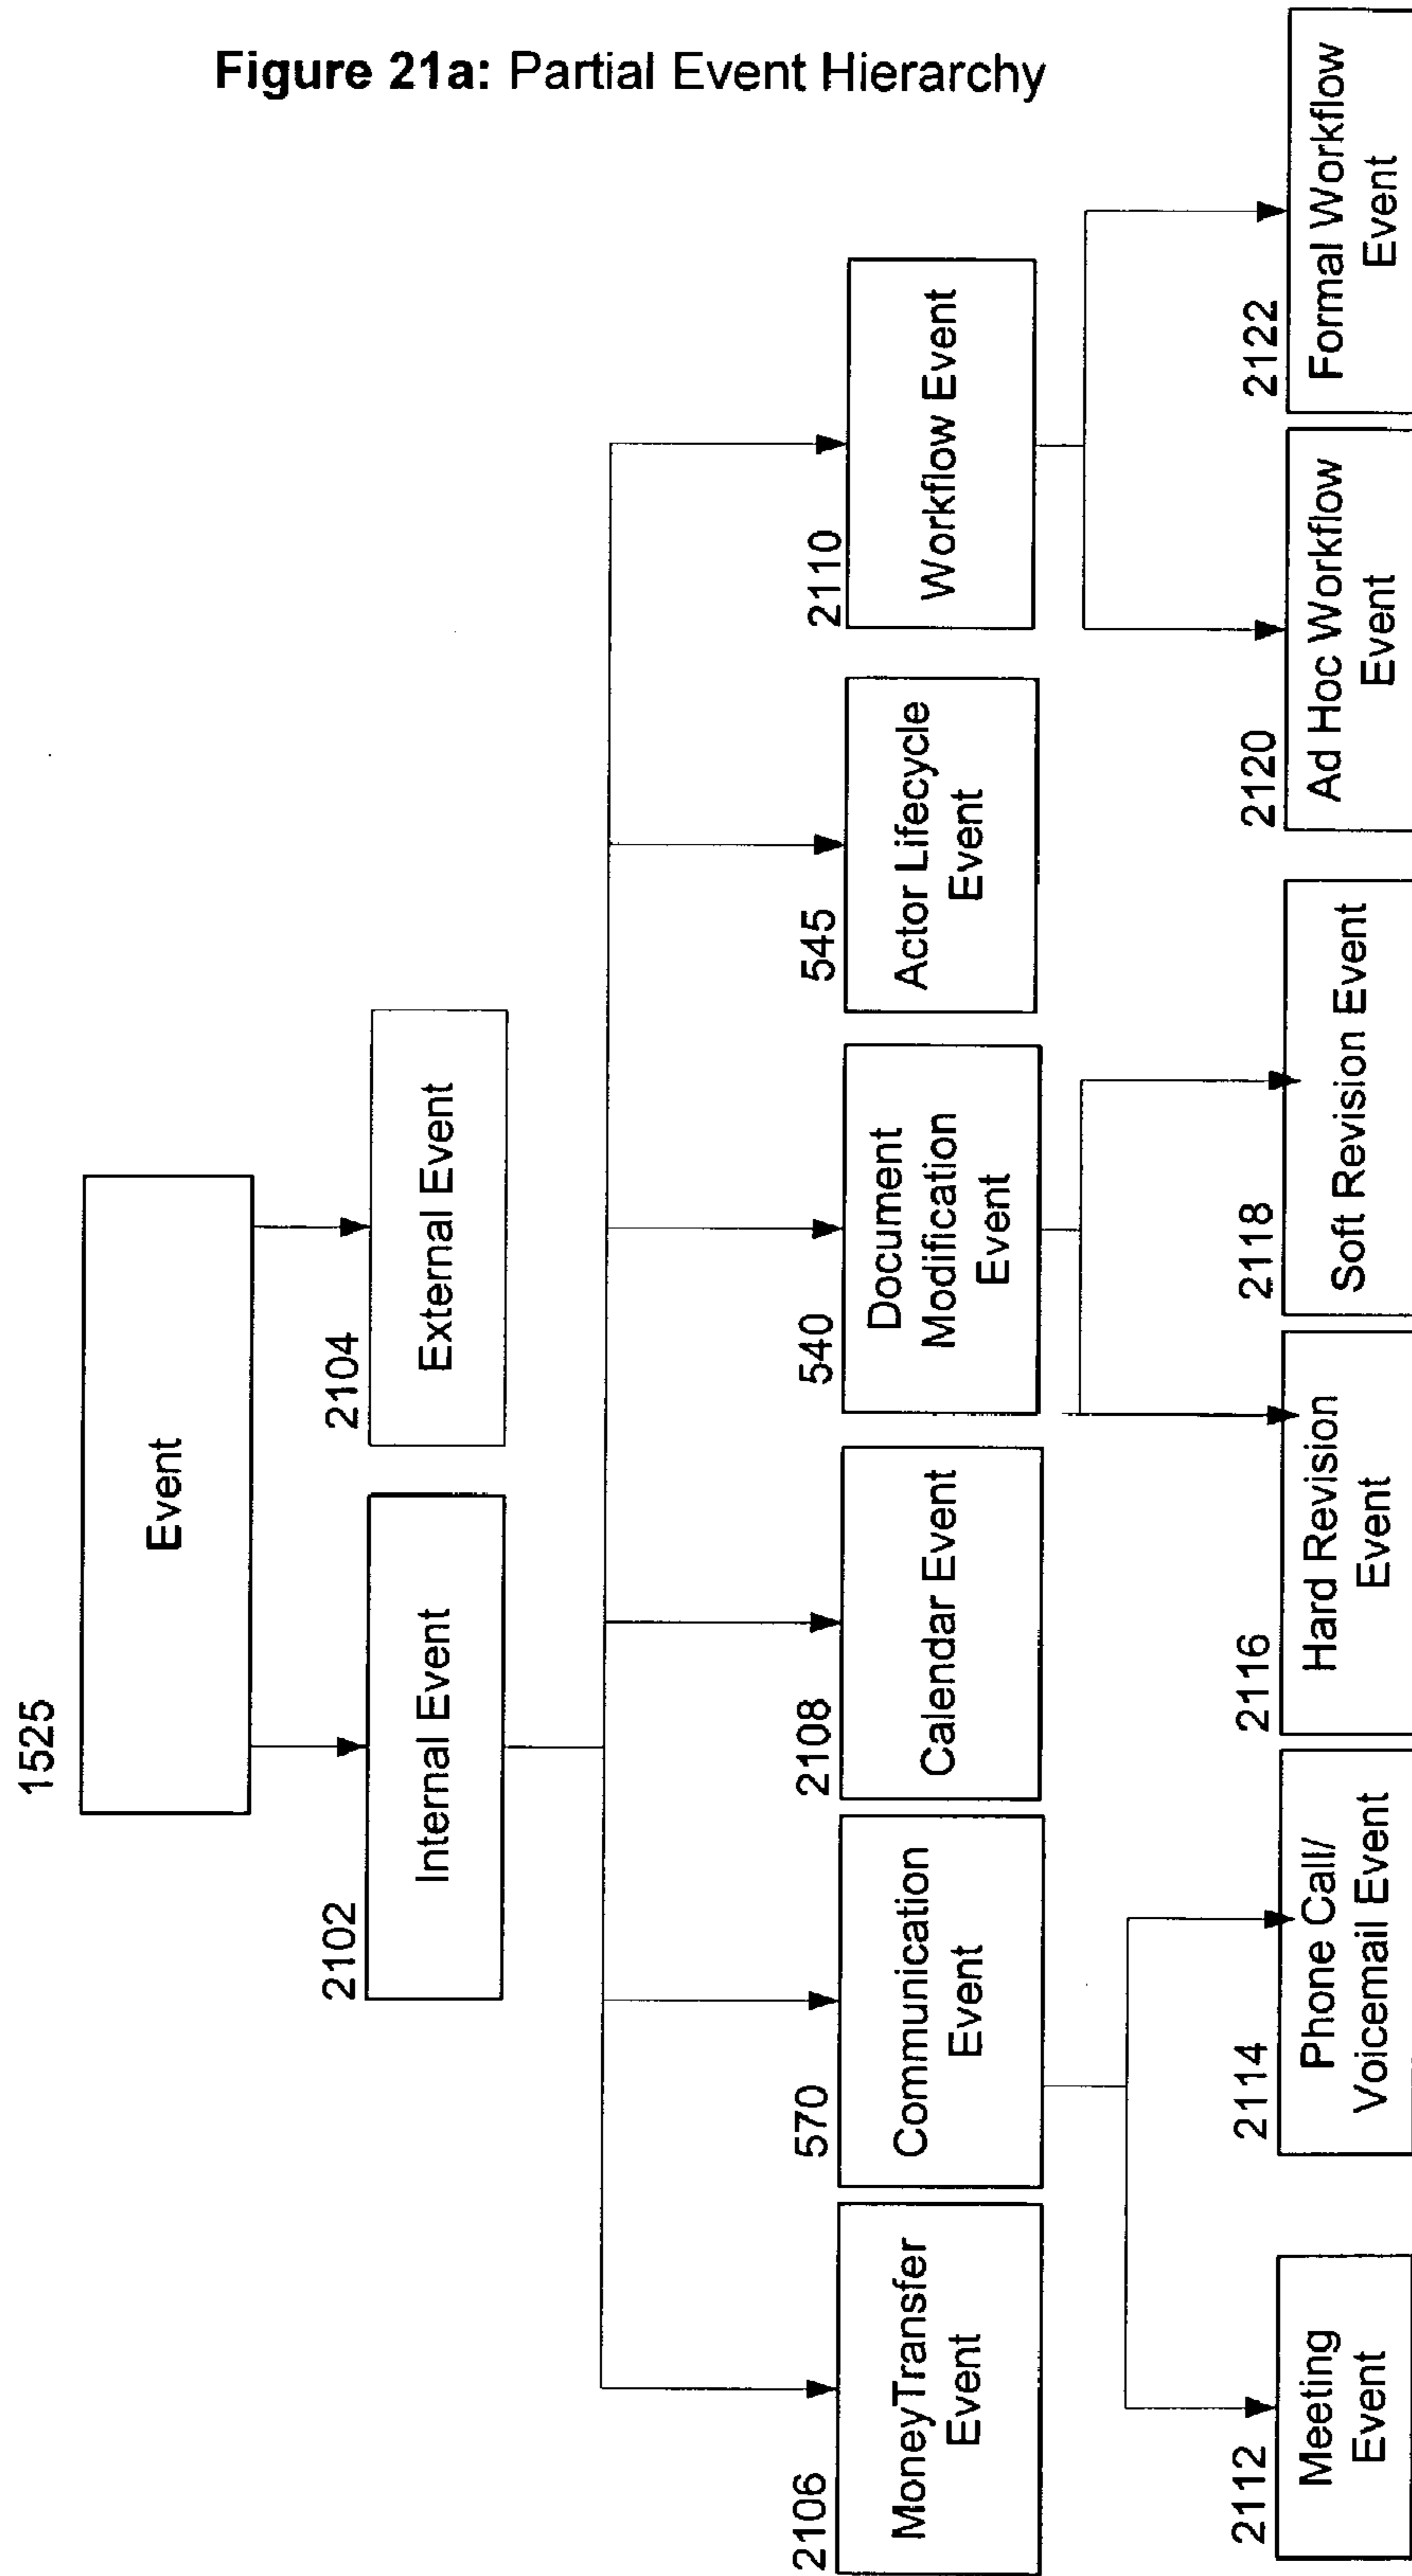 Figure 21a: Partial Event Hierarchy
1525
Event
2102
Internal Event
2104
External Event
2106
MoneyTransfer
Event
570
Communication
Event
2108
Calendar Event
540
Document
Modification
Event
545
Actor Lifecycle
Event
2110
Workflow Event
2112
Meeting
Event
2114
Phone Call/
Voicemail Event
2116
Hard Revision
Event
2118
Soft Revision Event
2120
Ad Hoc Workflow
Event
2122
Formal Workflow
Event